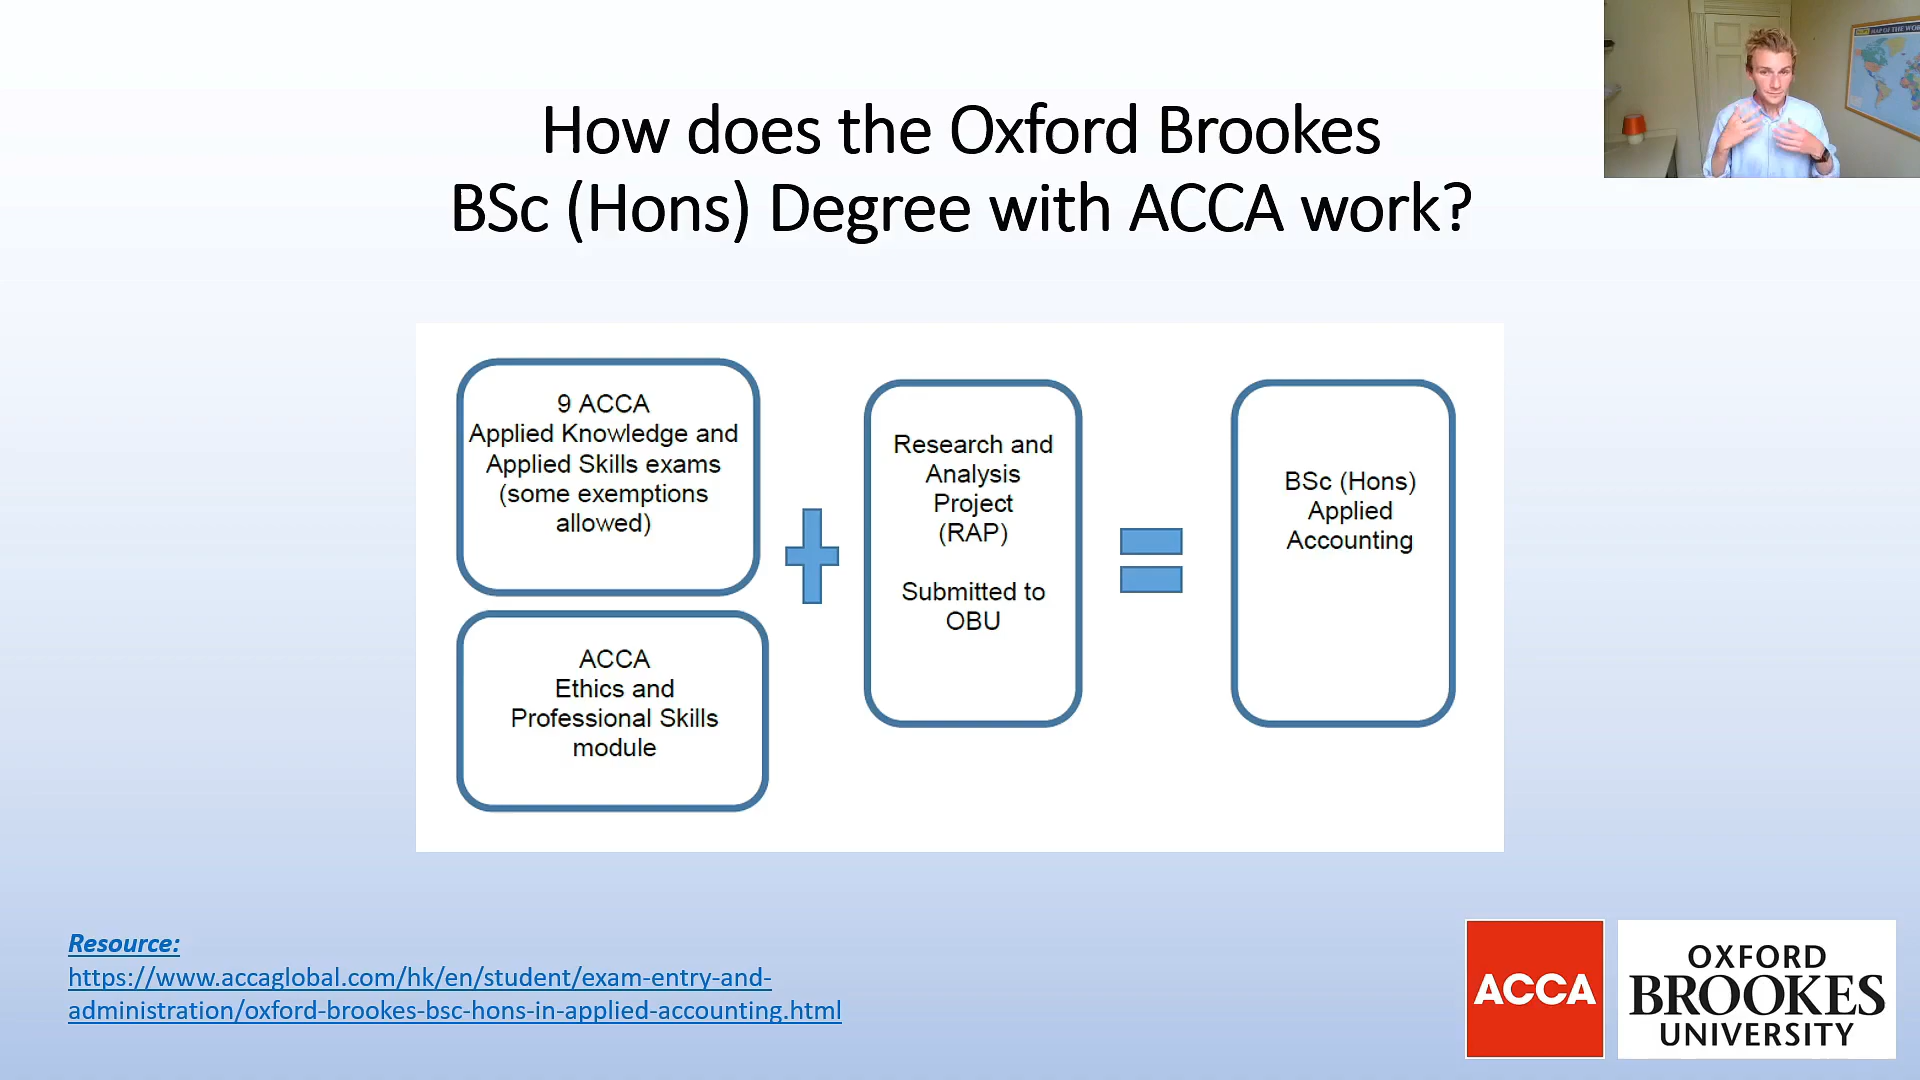 How does the Oxford Brookes
BSc (Hons) Degree with ACCA work?
9 ACCA
Applied Knowledge and
Applied Skills exams
(some exemptions
allowed)
ACCA
Ethics and
Professional Skills
module
Research and
Analysis
Project
(RAP)
Submitted to
OBU
BSc (Hons)
Applied
Accounting
Resource:
https://www.accaglobal.com/hk/en/student/exam-entry-and-
administration/oxford-brookes-bsc-hons-in-applied-accounting.html
ACCA
OXFORD
BROOKES
UNIVERSITY
MAP OF THE